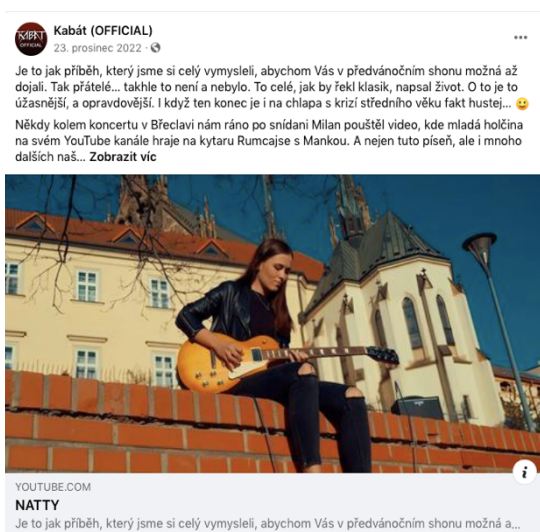 Kabát (OFFICIAL)
KABÁT
OFFICIAL
23. prosinec 2022 ·
Je to jak příběh, který jsme si celý vymysleli, abychom Vás v předvánočním shonu možná až
dojali. Tak přátelé... takhle to není a nebylo. To celé, jak by řekl klasik, napsal život. O to je to
úžasnější, a opravdovější. I když ten konec je i na chlapa s krizí středního věku fakt hustej... 😀
Někdy kolem koncertu v Břeclavi nám ráno po snídani Milan pouštěl video, kde mladá holčina
na svém YouTube kanále hraje na kytaru Rumcajse s Mankou. A nejen tuto píseň, ale i mnoho
dalších naš... Zobrazit víc
YOUTUBE.COM
NATTY
Je to jak příběh, který jsme si celý vymysleli, abychom Vás v předvánočním shonu možná a...